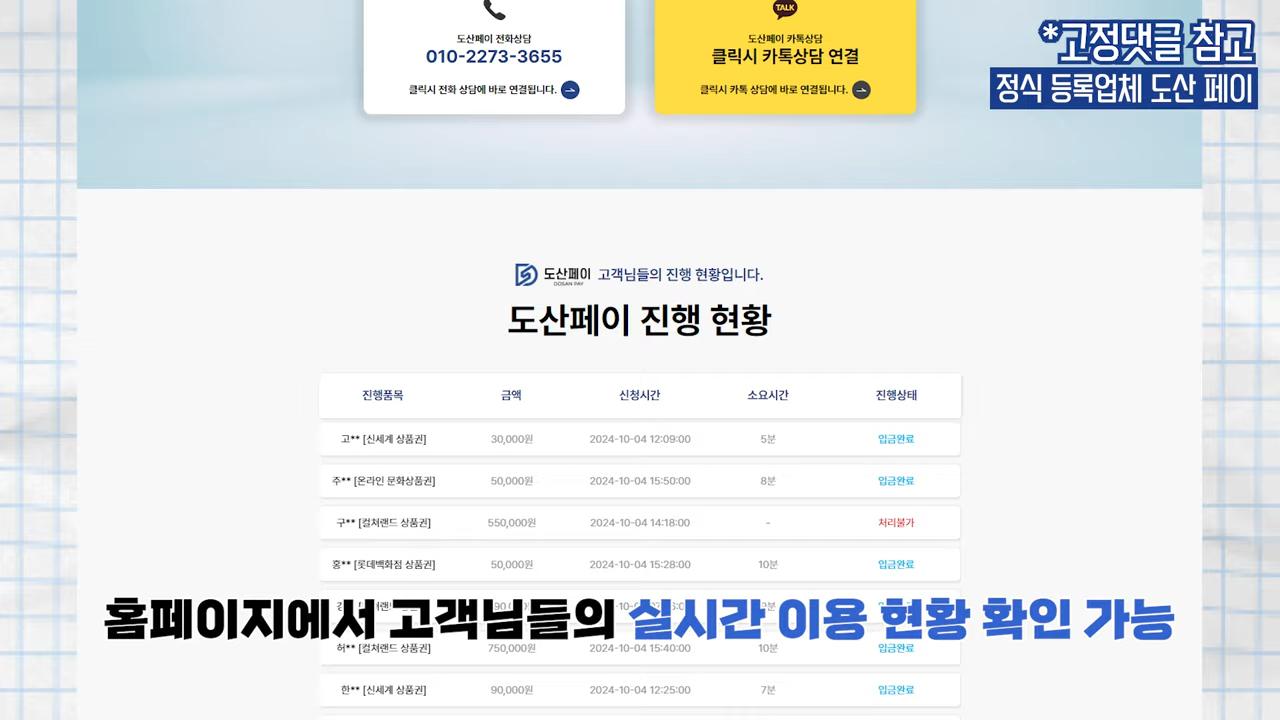 도산페이 전화상담
010-2273-3655
클릭시 전화 상담에 바로 연결됩니다.
TALK
도산페이 카톡상담
클릭시 카톡상담 연결
클릭시 카톡 상담에 바로 연결됩니다.
*고정댓글 참고
정식 등록업체 도산 페이
도산페이 고객님들의 진행 현황입니다.
DOSAN PAY
도산페이 진행 현황
진행품목 금액 신청시간 소요시간 진행상태
고** [신세계 상품권] 30,000원 2024-10-04 12:09:00 5분 입금완료
주** [온라인 문화상품권] 50,000원 2024-10-04 15:50:00 8분 입금완료
구** [컬쳐랜드 상품권] 550,000원 2024-10-04 14:18:00 - 처리불가
홍** [롯데백화점 상품권] 50,000원 2024-10-04 15:28:00 10분 입금완료
홈페이지에서 고객님들의 실시간 이용 현황 확인 가능
허** [컬쳐랜드 상품권] 750,000원 2024-10-04 15:40:00 10분 입금완료
한** [신세계 상품권] 90,000원 2024-10-04 12:25:00 7분 입금완료